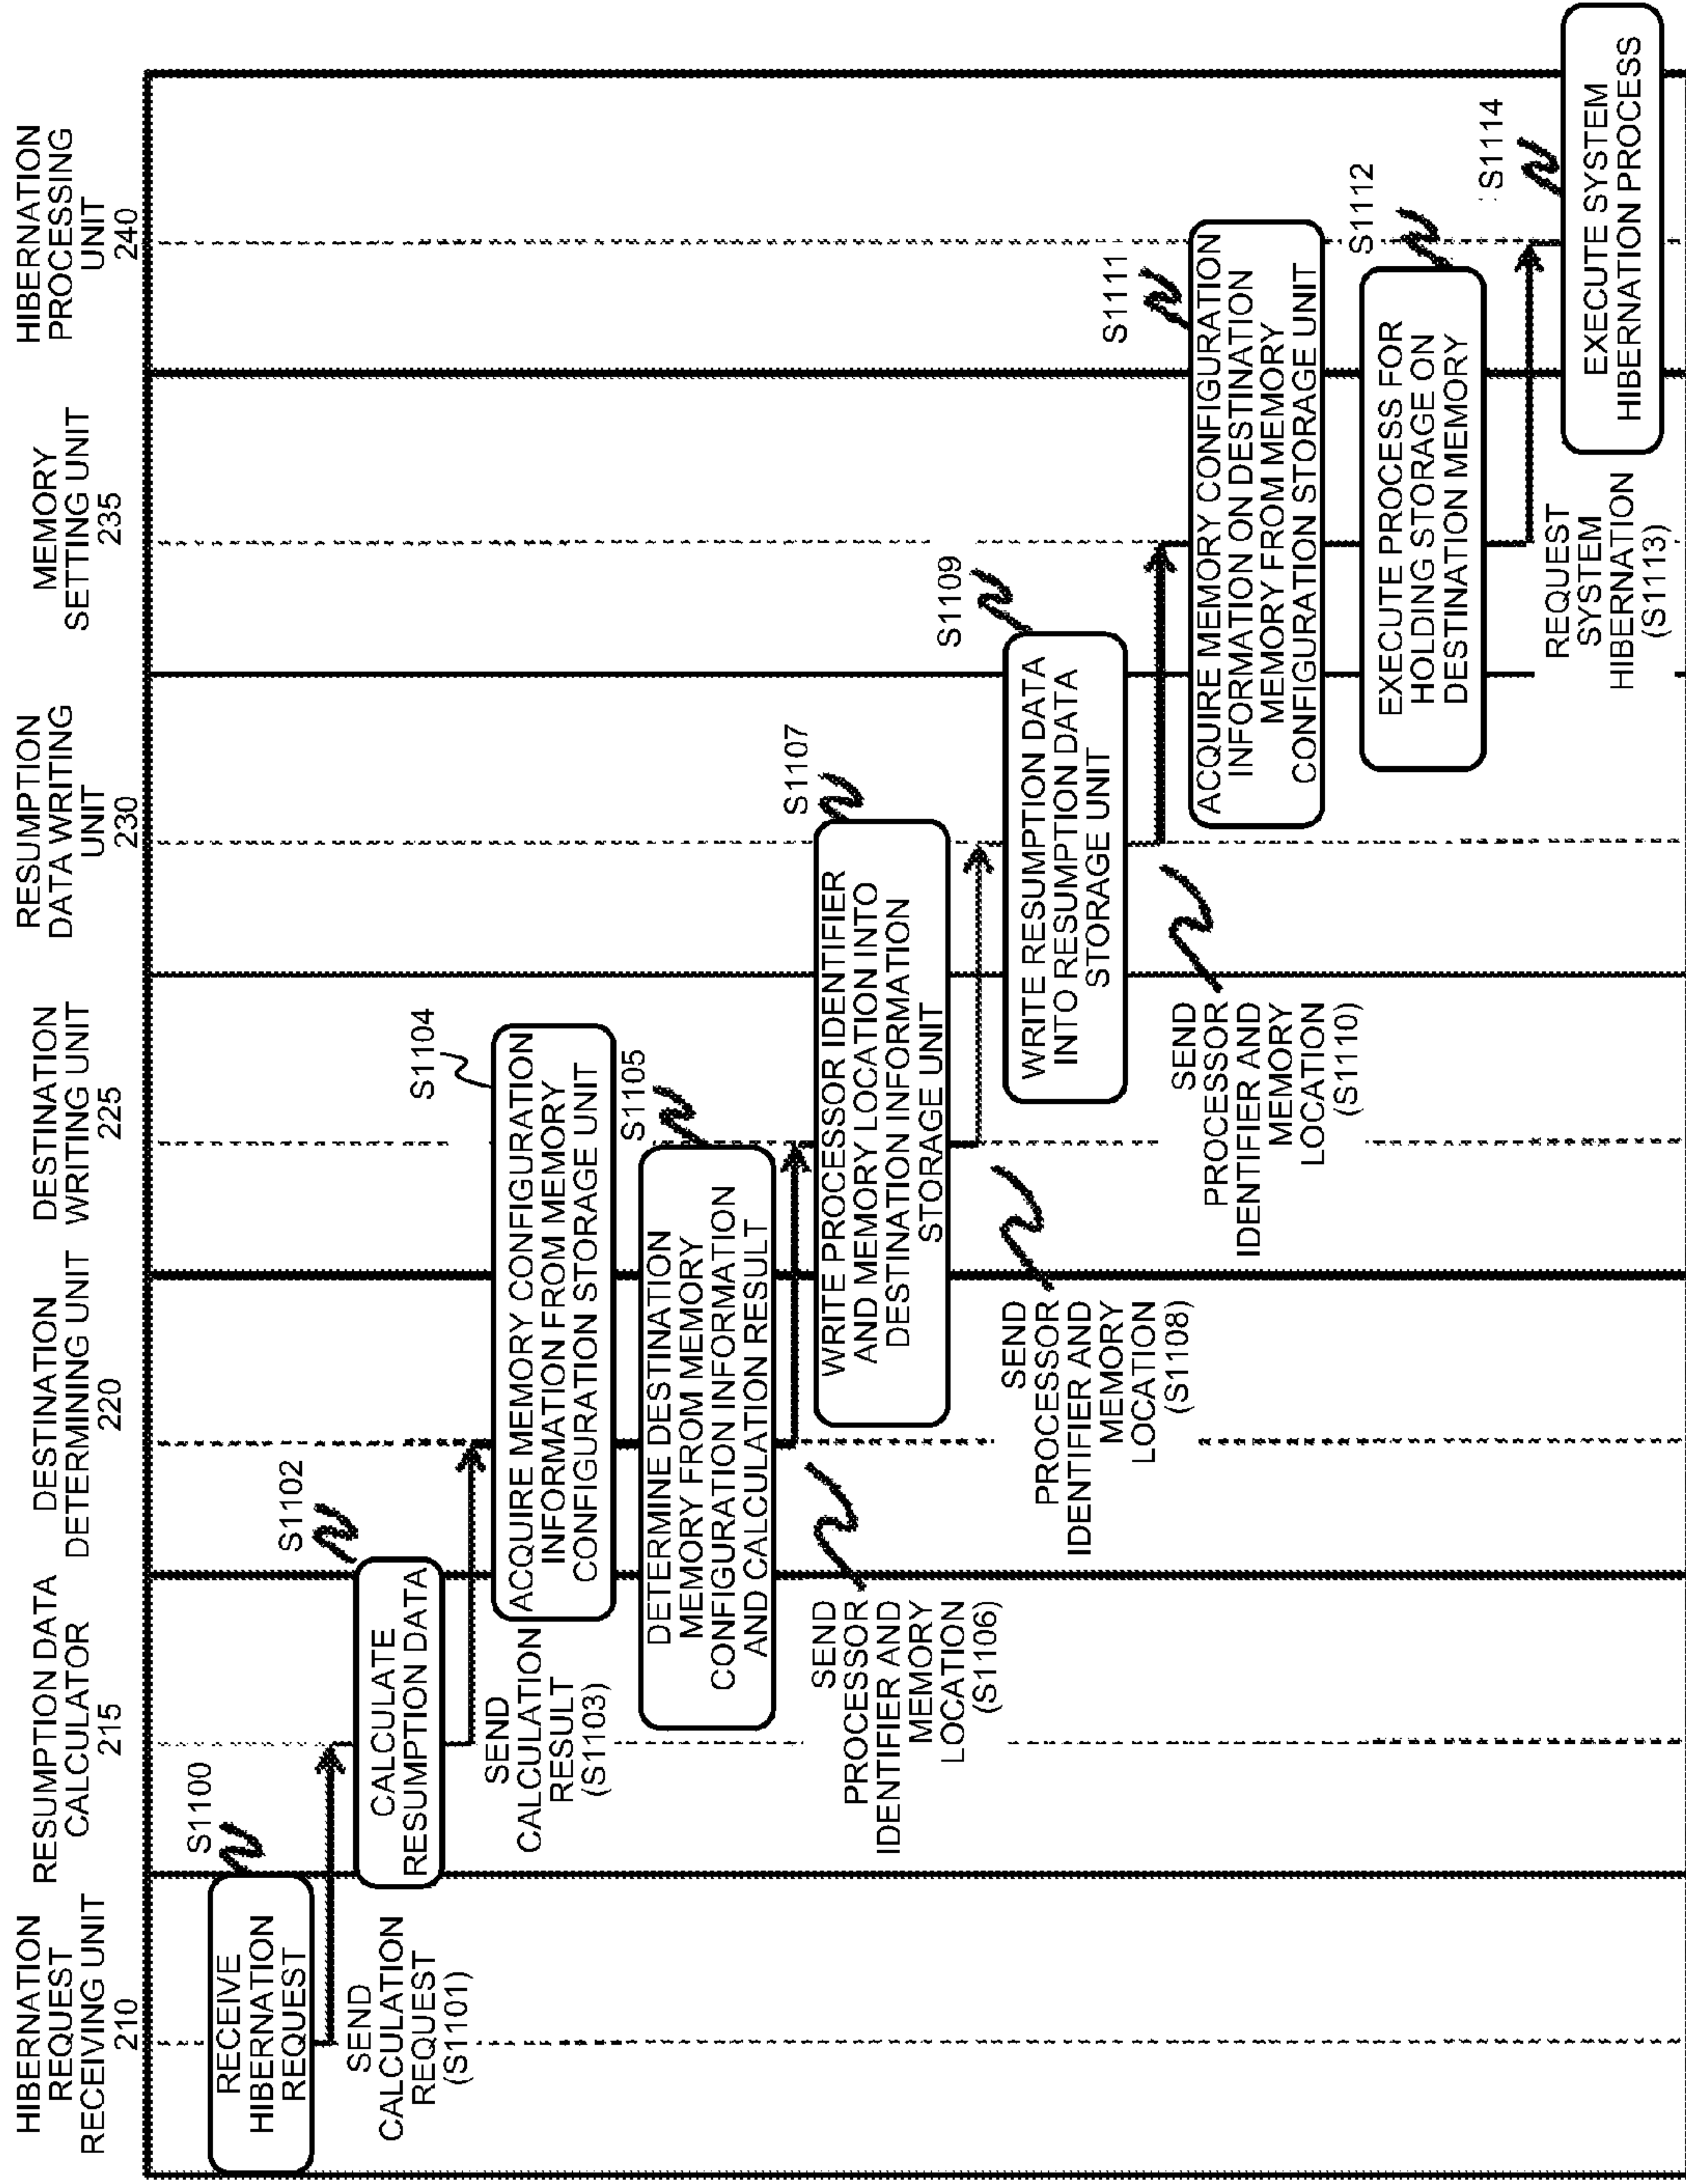 HIBERNATION
REQUEST
RECEIVING UNIT
210
RESUMPTION DATA
CALCULATOR
215
DESTINATION
DETERMINING UNIT
220
DESTINATION
WRITING UNIT
225
RESUMPTION
DATA WRITING
UNIT
230
MEMORY
SETTING UNIT
235
HIBERNATION
PROCESSING
UNIT
240
S1100
RECEIVE
HIBERNATION
REQUEST
SEND
CALCULATION
REQUEST
(S1101)
S1102
CALCULATE
RESUMPTION DATA
SEND
CALCULATION
RESULT
(S1103)
S1104
ACQUIRE MEMORY CONFIGURATION
INFORMATION FROM MEMORY
CONFIGURATION STORAGE UNIT
S1105
DETERMINE DESTINATION
MEMORY FROM MEMORY
CONFIGURATION INFORMATION
AND CALCULATION RESULT
SEND
PROCESSOR
IDENTIFIER AND
MEMORY
LOCATION
(S1106)
S1107
WRITE PROCESSOR IDENTIFIER
AND MEMORY LOCATION INTO
DESTINATION INFORMATION
STORAGE UNIT
SEND
PROCESSOR
IDENTIFIER AND
MEMORY
LOCATION
(S1108)
S1109
WRITE RESUMPTION DATA
INTO RESUMPTION DATA
STORAGE UNIT
SEND
PROCESSOR
IDENTIFIER AND
MEMORY
LOCATION
(S1110)
S1111
ACQUIRE MEMORY CONFIGURATION
INFORMATION ON DESTINATION
MEMORY FROM MEMORY
CONFIGURATION STORAGE UNIT
S1112
EXECUTE PROCESS FOR
HOLDING STORAGE ON
DESTINATION MEMORY
REQUEST
SYSTEM
HIBERNATION
(S1113)
S1114
EXECUTE SYSTEM
HIBERNATION PROCESS